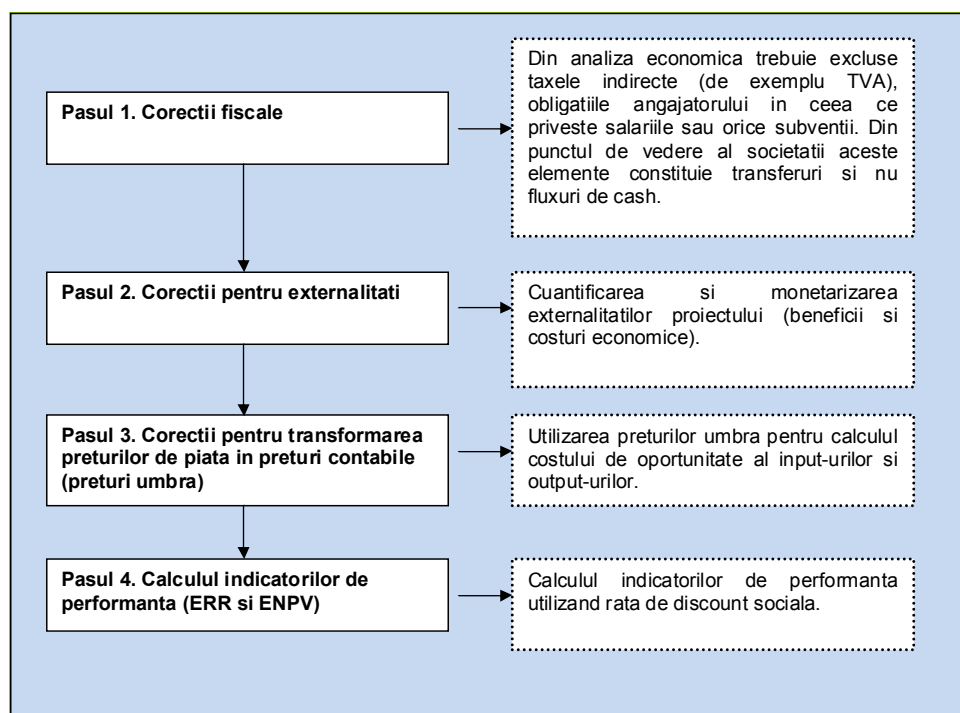 Pasul 1. Corectii fiscale
Din analiza economica trebuie excluse
taxele indirecte (de exemplu TVA),
obligatiile angajatorului in ceea ce
priveste salariile sau orice subventii. Din
punctul de vedere al societatii aceste
elemente constituie transferuri si nu
fluxuri de cash.
Pasul 2. Corectii pentru externalitati
Cuantificarea si monetarizarea
externalitatilor proiectului (beneficii si
costuri economice).
Pasul 3. Corectii pentru transformarea
preturilor de piata in preturi contabile
(preturi umbra)
Utilizarea preturilor umbra pentru calculul
costului de oportunitate al input-urilor si
output-urilor.
Pasul 4. Calculul indicatorilor de
performanta (ERR si ENPV)
Calculul indicatorilor de performanta
utilizand rata de discount sociala.